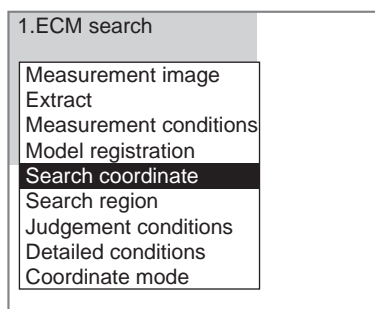 1.ECM search
Measurement image
Extract
Measurement conditions
Model registration
Search coordinate
Search region
Judgement conditions
Detailed conditions
Coordinate mode